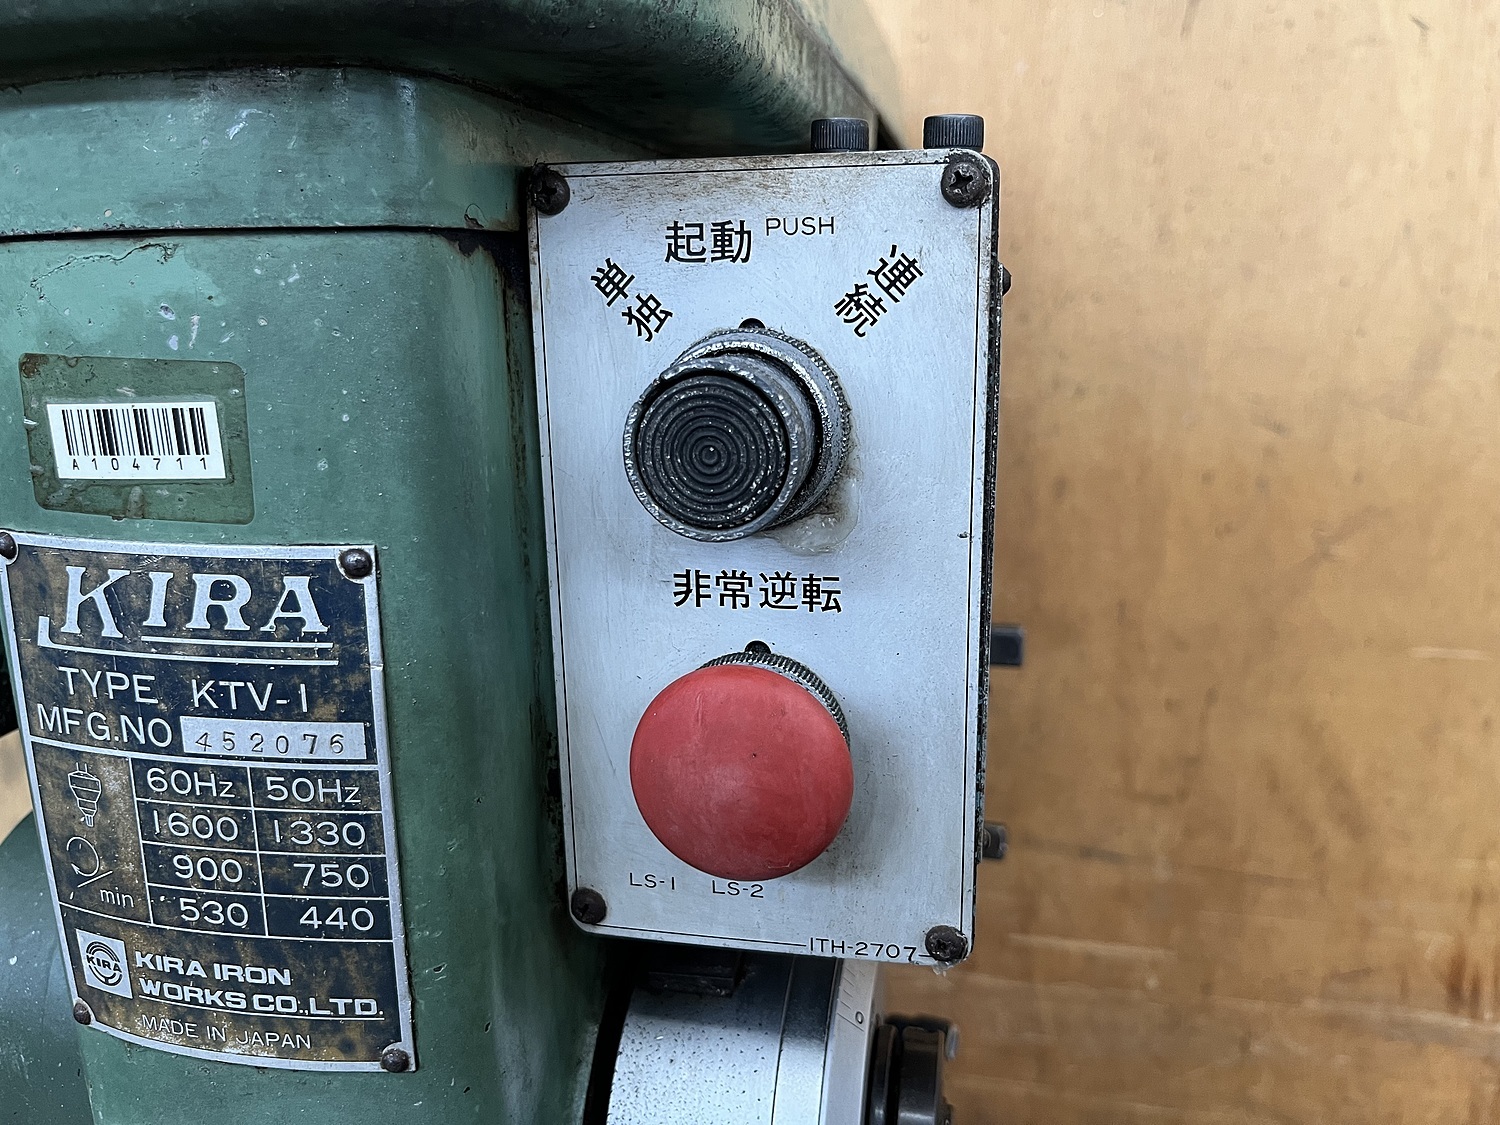 起動 PUSH
単独
連続
非常逆転
LS-1 LS-2
ITH-2707
A104711
KIRA
TYPE KTV-1
MFG.NO 452076
60Hz 50Hz
1600 1330
900 750
530 440
min
KIRA
KIRA IRON
WORKS CO.,LTD.
MADE IN JAPAN